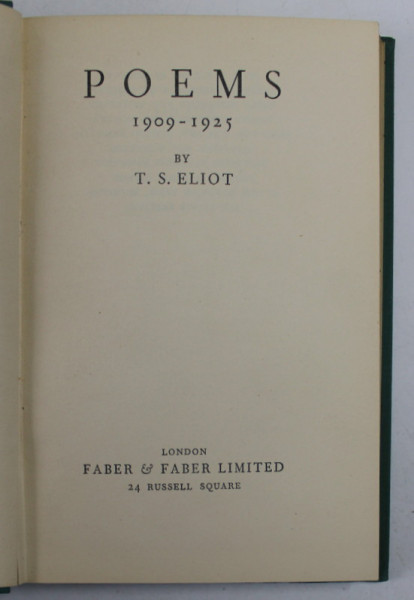 POEMS
1909-1925
BY
T. S. ELIOT
LONDON
FABER & FABER LIMITED
24 RUSSELL SQUARE